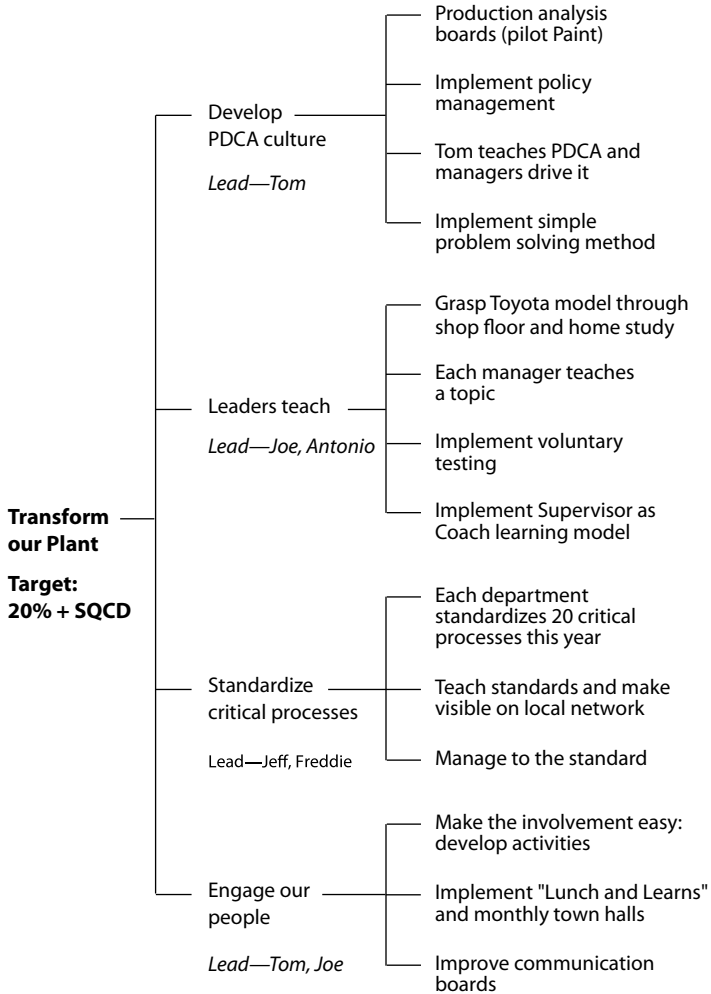 Transform
our Plant
Target:
20% + SQCD
Develop
PDCA culture
Lead—Tom
Production analysis
boards (pilot Paint)
Implement policy
management
Tom teaches PDCA and
managers drive it
Implement simple
problem solving method
Leaders teach
Lead—Joe, Antonio
Grasp Toyota model through
shop floor and home study
Each manager teaches
a topic
Implement voluntary
testing
Implement Supervisor as
Coach learning model
Standardize
critical processes
Lead—Jeff, Freddie
Each department
standardizes 20 critical
processes this year
Teach standards and make
visible on local network
Manage to the standard
Engage our
people
Lead—Tom, Joe
Make the involvement easy:
develop activities
Implement "Lunch and Learns"
and monthly town halls
Improve communication
boards